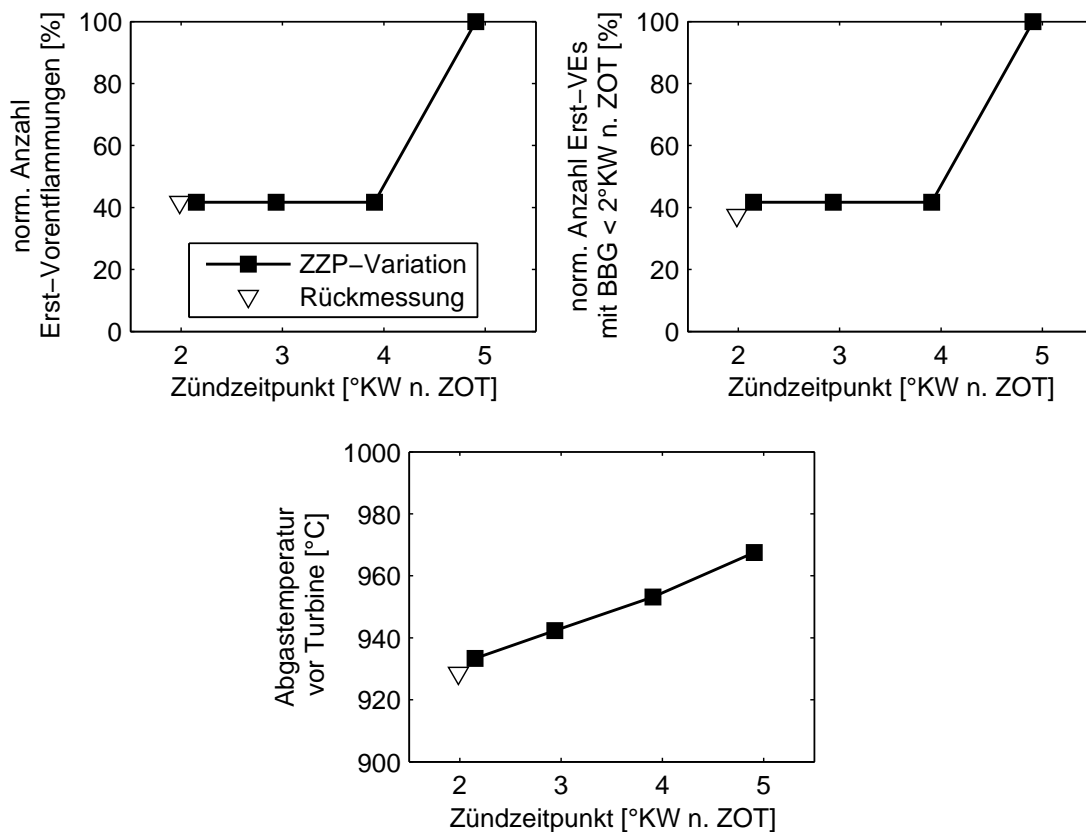 norm. Anzahl
Erst−Vorentflammungen [%]
100
80
60
40
20
0
ZZP−Variation
Rückmessung
2 3 4 5
Zündzeitpunkt [°KW n. ZOT]
norm. Anzahl Erst−VEs
mit BBG < 2°KW n. ZOT) [%]
100
80
60
40
20
0
2 3 4 5
Zündzeitpunkt [°KW n. ZOT]
Abgastemperatur
vor Turbine [°C]
1000
980
960
940
920
900
2 3 4 5
Zündzeitpunkt [°KW n. ZOT]